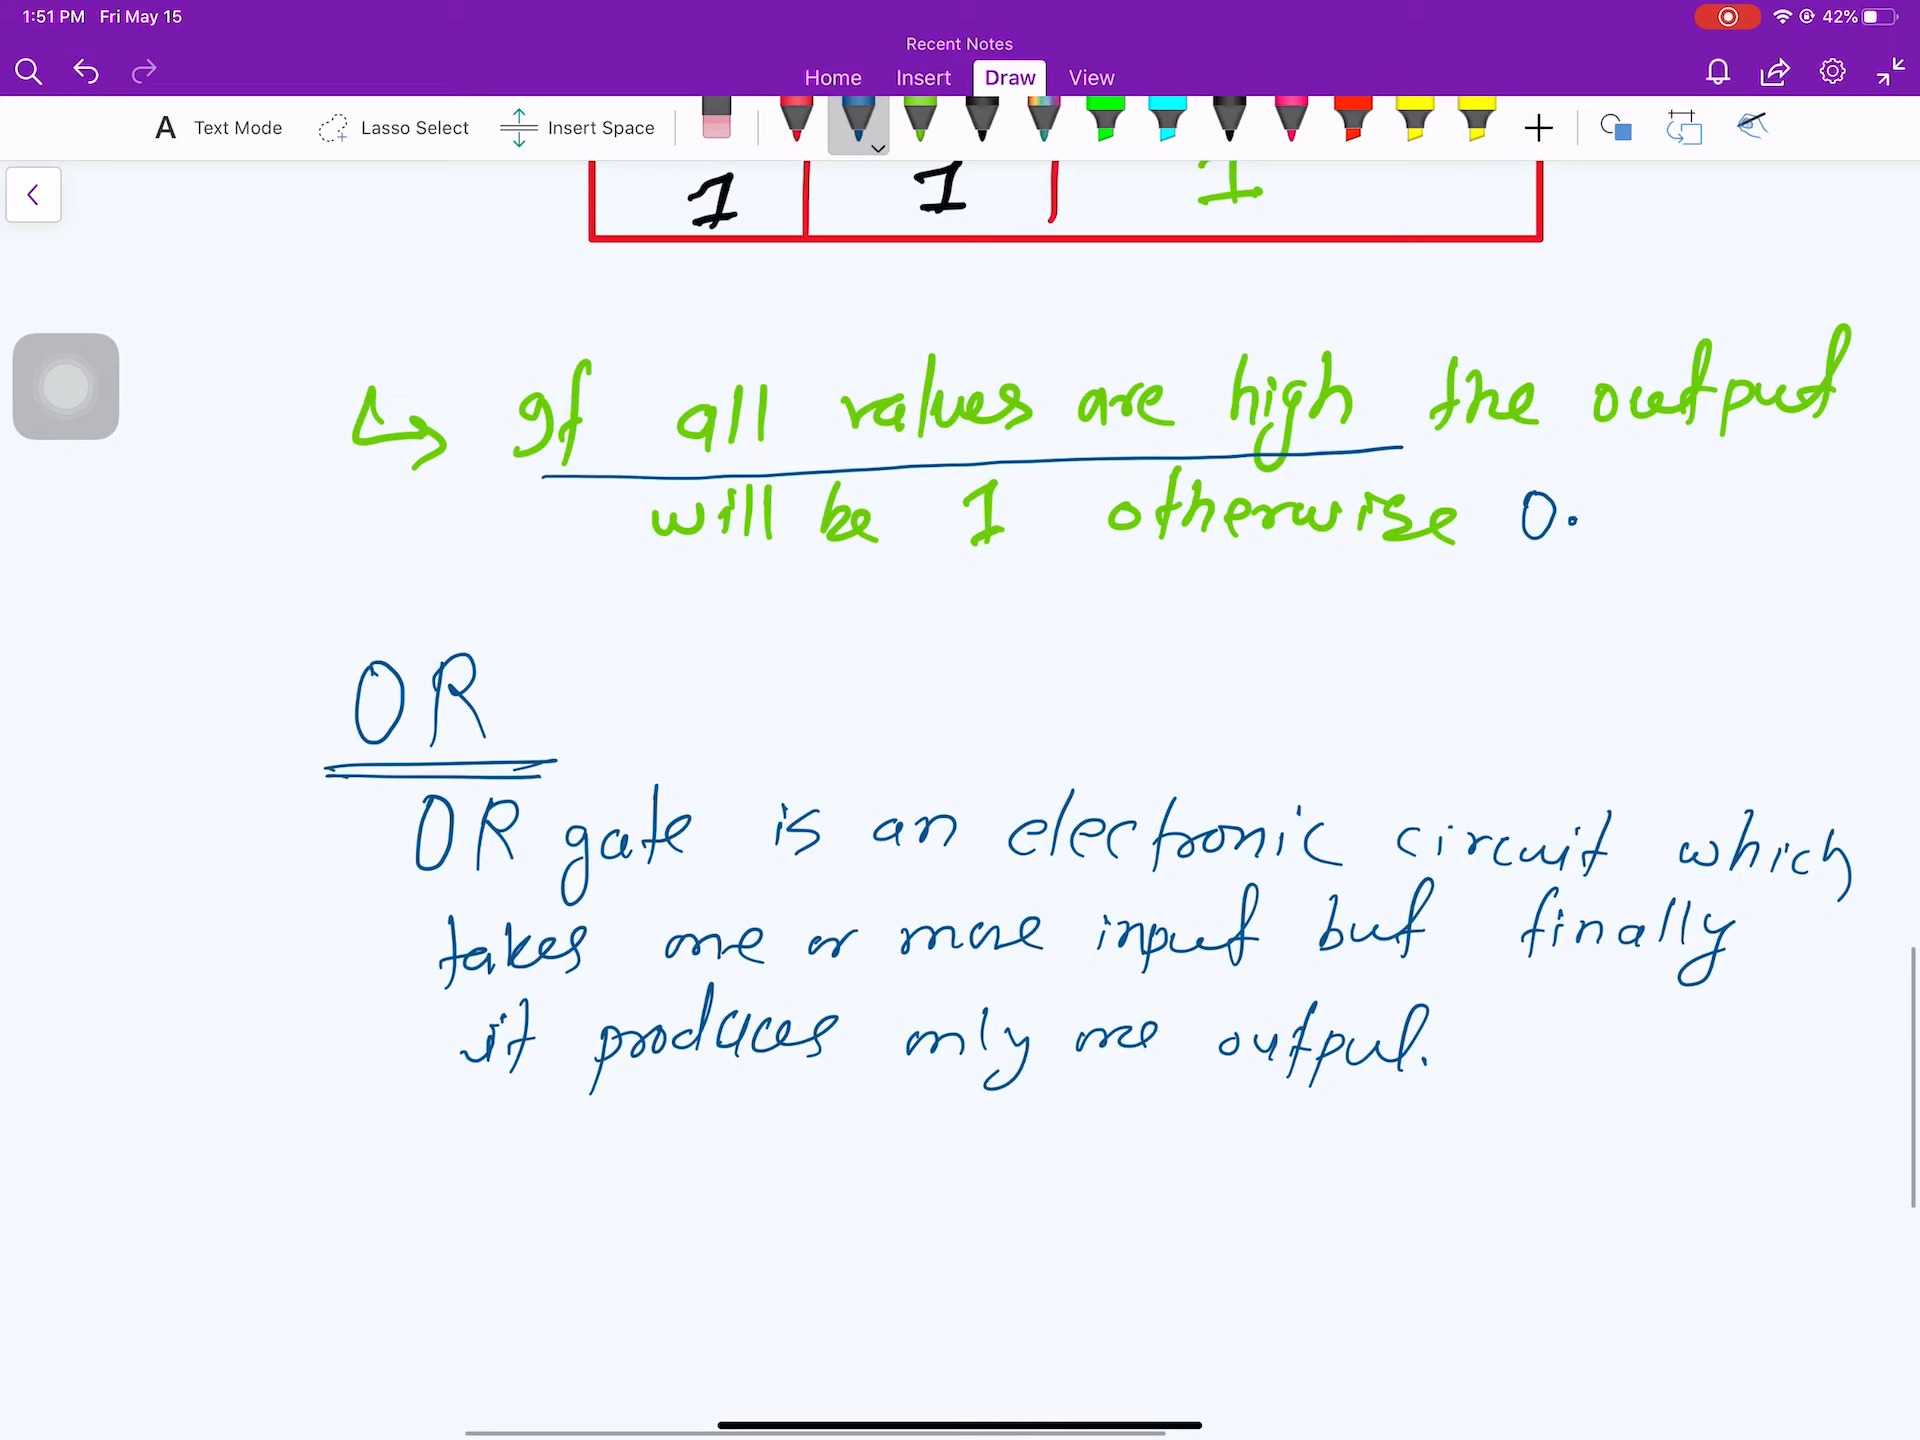 1:51 PM Fri May 15
42%
Recent Notes
Home Insert Draw View
A Text Mode Lasso Select Insert Space
1 1 1
If all values are high the output
will be 1 otherwise 0.
OR
OR gate is an electronic circuit which
takes one or more input but finally
it produces only one output.